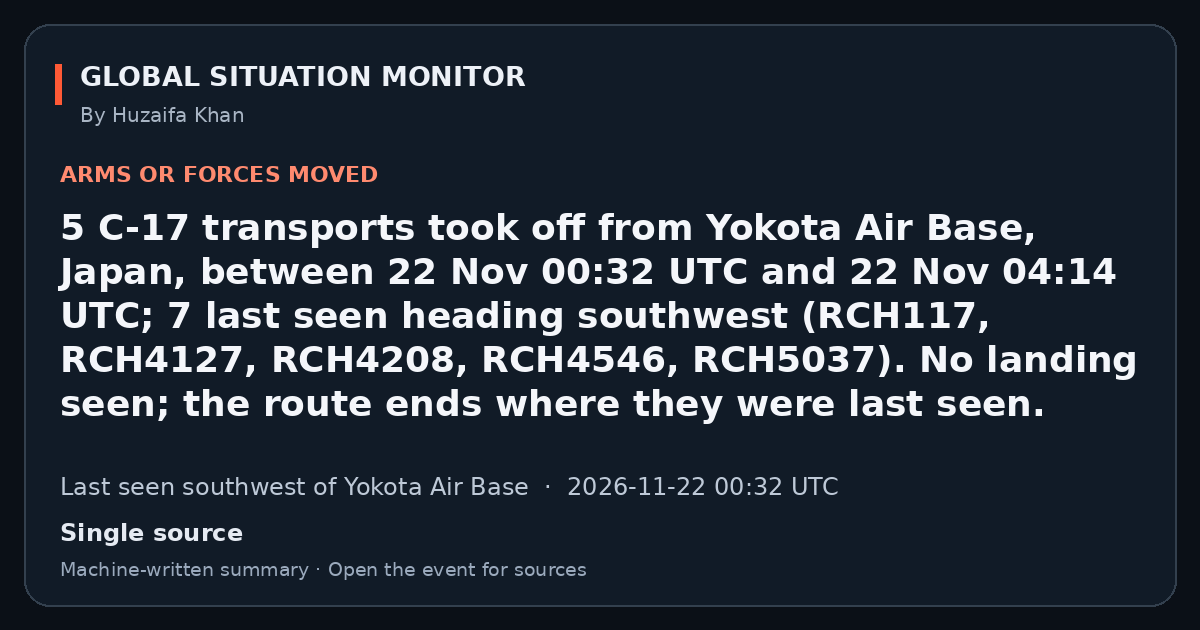 GLOBAL SITUATION MONITOR
By Huzaifa Khan
ARMS OR FORCES MOVED
5 C-17 transports took off from Yokota Air Base,
Japan, between 22 Nov 00:32 UTC and 22 Nov 04:14
UTC; 7 last seen heading southwest (RCH117,
RCH4127, RCH4208, RCH4546, RCH5037). No landing
seen; the route ends where they were last seen.
Last seen southwest of Yokota Air Base · 2026-11-22 00:32 UTC
Single source
Machine-written summary · Open the event for sources